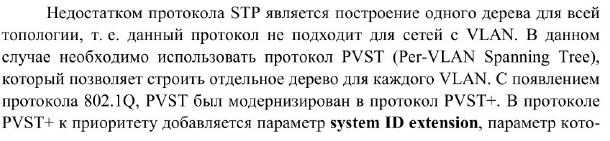 Недостатком протокола STP является построение одного дерева для всей
топологии, т. е. данный протокол не подходит для сетей с VLAN. В данном
случае необходимо использовать протокол PVST (Per-VLAN Spanning Tree),
который позволяет строить отдельное дерево для каждого VLAN. С появлением
протокола 802.1Q, PVST был модернизирован в протокол PVST+. В протоколе
PVST+ к приоритету добавляется параметр system ID extension, параметр кото-